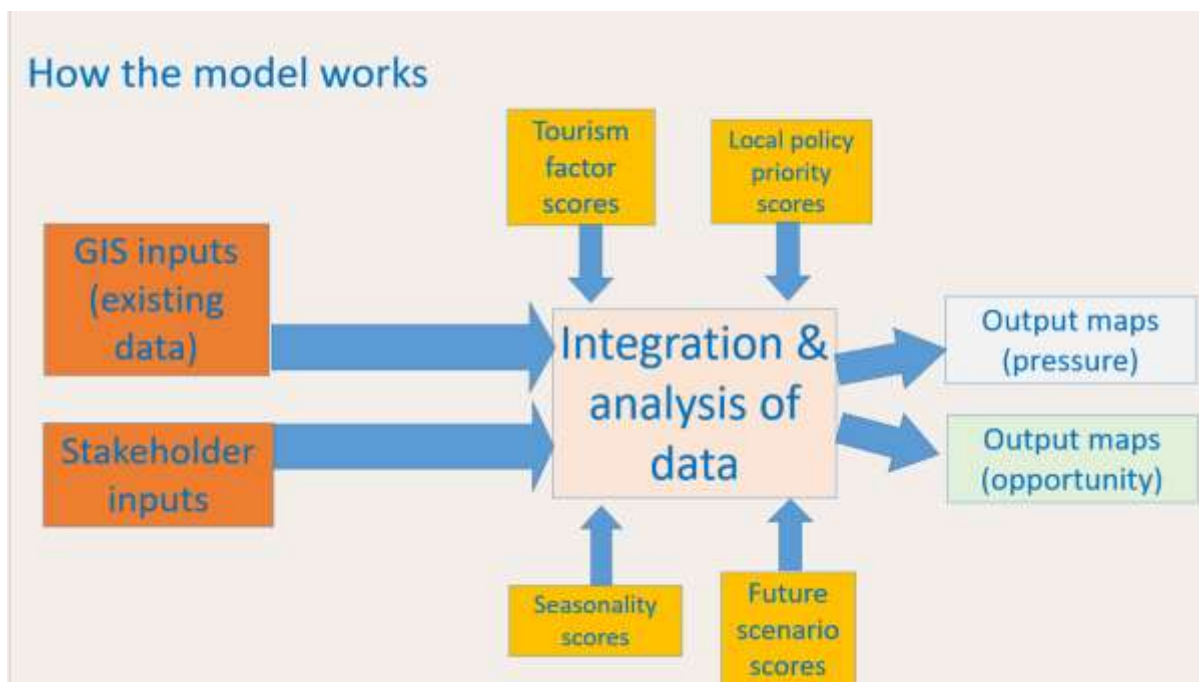 How the model works
Tourism
factor
scores
Local policy
priority
scores
GIS inputs
(existing
data)
Stakeholder
inputs
Integration &
analysis of
data
Output maps
(pressure)
Output maps
(opportunity)
Seasonality
scores
Future
scenario
scores